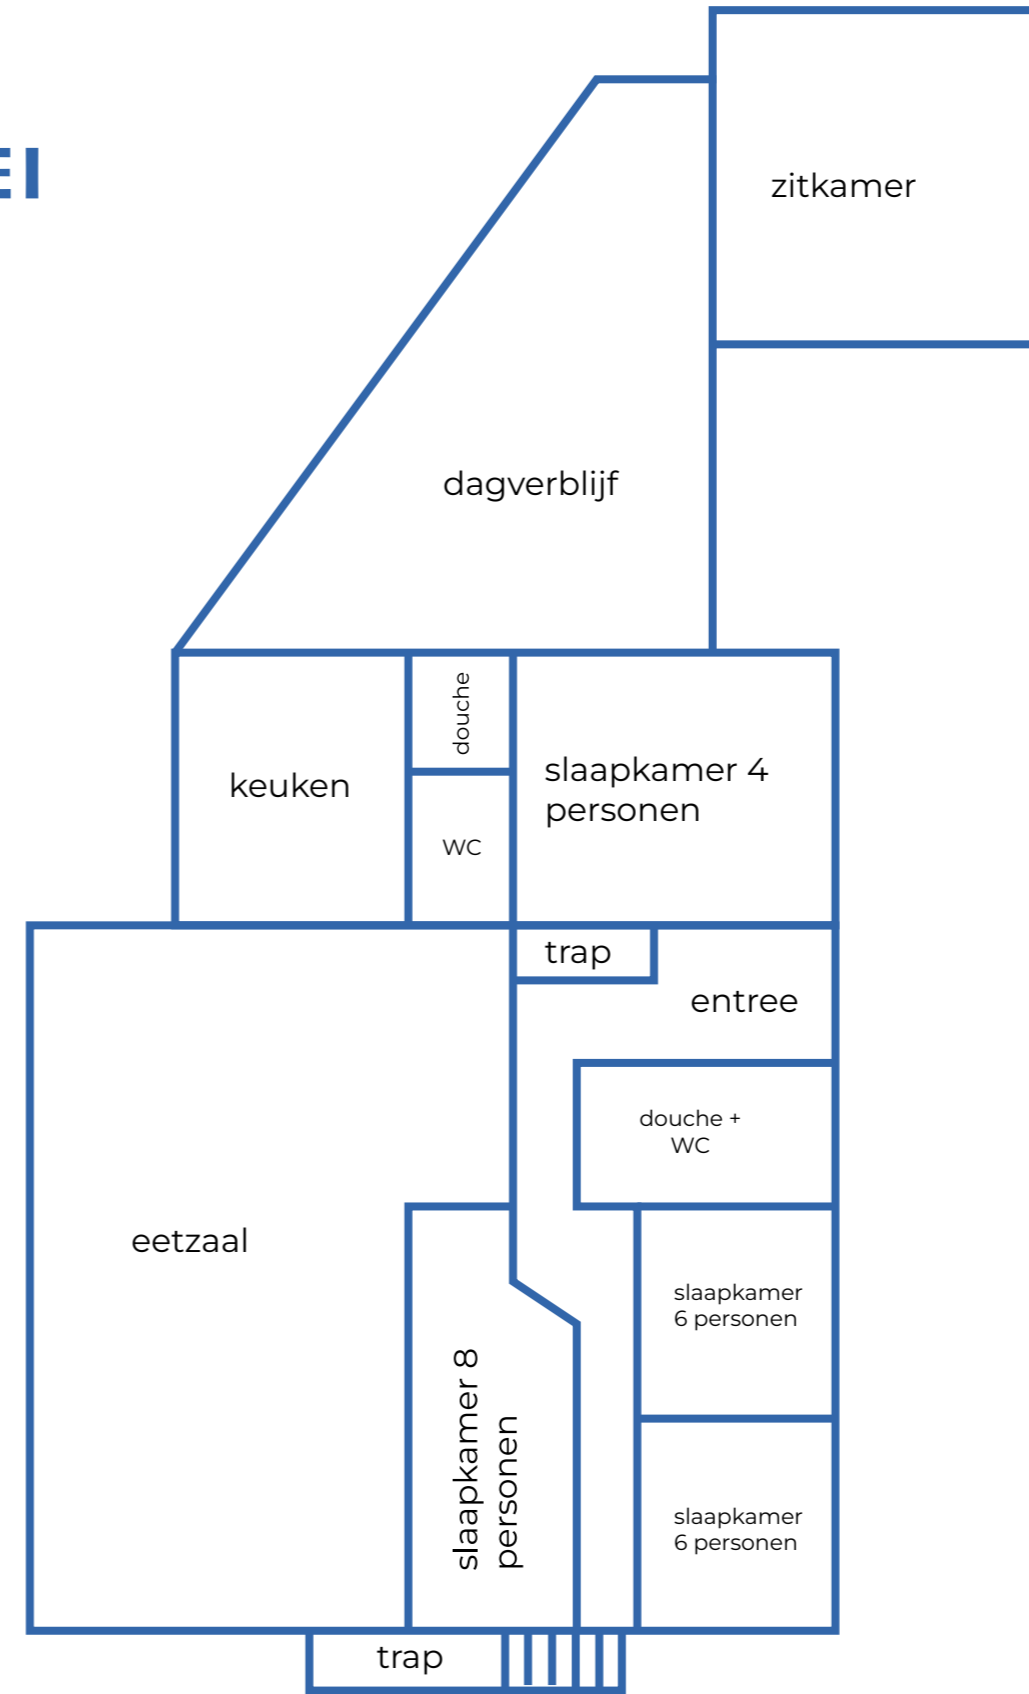 EI
zitkamer
dagverblijf
douche
keuken
slaapkamer 4
personen
WC
trap
entree
douche +
WC
eetzaal
slaapkamer
6 personen
slaapkamer 8
personen
slaapkamer
6 personen
trap